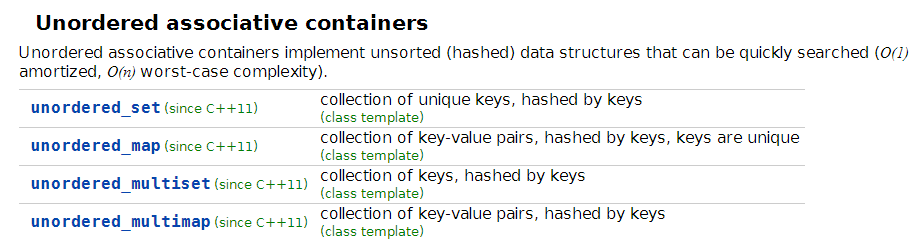 Unordered associative containers
Unordered associative containers implement unsorted (hashed) data structures that can be quickly searched (O(1)
amortized, O(n) worst-case complexity).
unordered_set (since C++11) collection of unique keys, hashed by keys
(class template)
unordered_map (since C++11) collection of key-value pairs, hashed by keys, keys are unique
(class template)
unordered_multiset (since C++11) collection of keys, hashed by keys
(class template)
unordered_multimap (since C++11) collection of key-value pairs, hashed by keys
(class template)